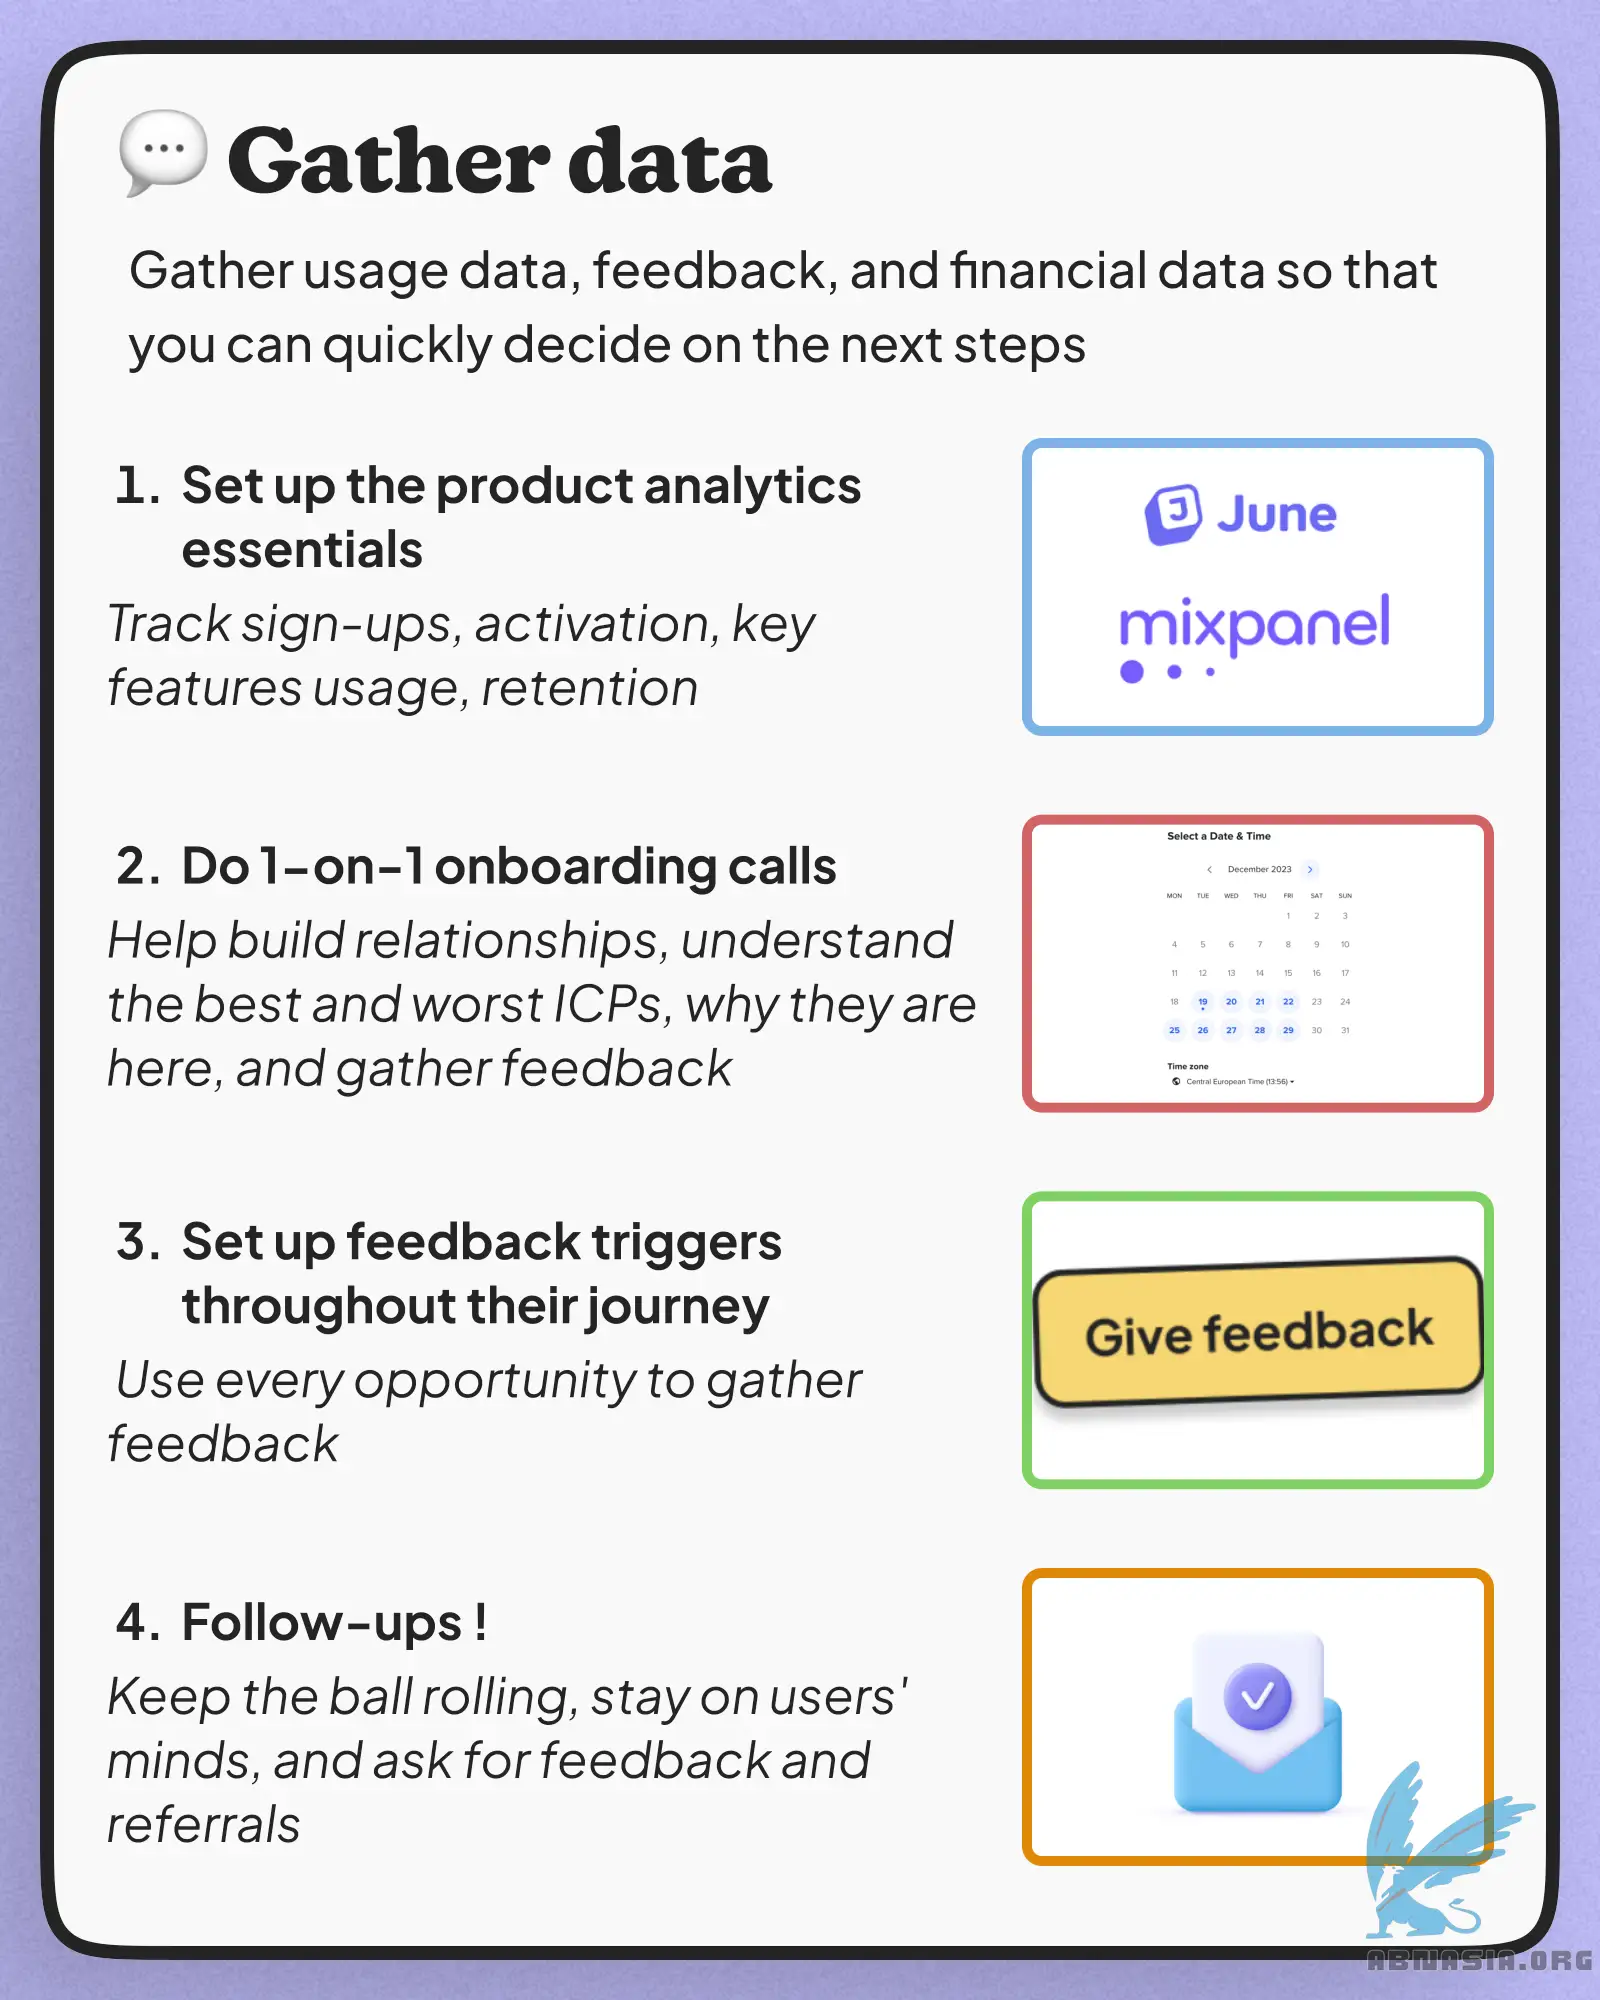 Gather data
Gather usage data, feedback, and financial data so that
you can quickly decide on the next steps
1. Set up the product analytics
essentials
Track sign-ups, activation, key
features usage, retention
J June
mixpanel
2. Do 1-on-1 onboarding calls
Help build relationships, understand
the best and worst ICPs, why they are
here, and gather feedback
Select a Date & Time
December 2023
MON TUE WED THU FRI SAT SUN
1 2 3
4 5 6 7 8 9 10
11 12 13 14 15 16 17
18 19 20 21 22 23 24
25 26 27 28 29 30 31
Time zone
Central European Time (13:56)
3. Set up feedback triggers
throughout their journey
Use every opportunity to gather
feedback
Give feedback
4. Follow-ups !
Keep the ball rolling, stay on users'
minds, and ask for feedback and
referrals
ABNASIA.ORG